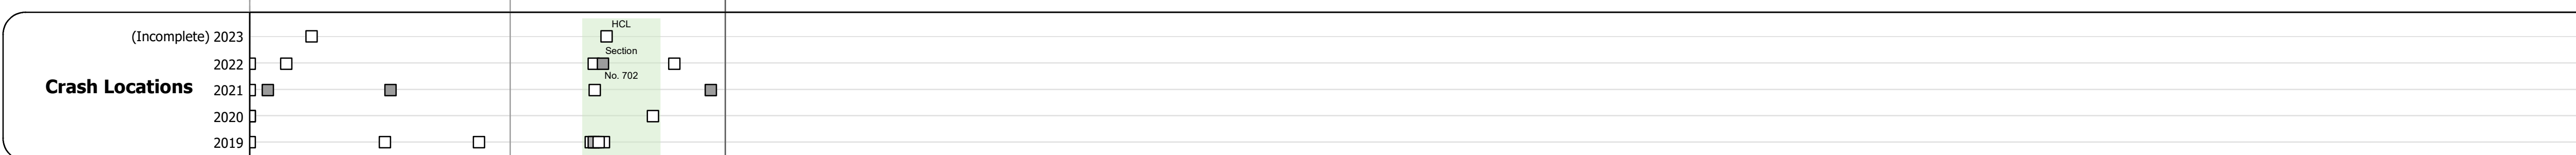 HCL
(Incomplete) 2023
Section
2022
No. 702
Crash Locations
2021
2020
2019